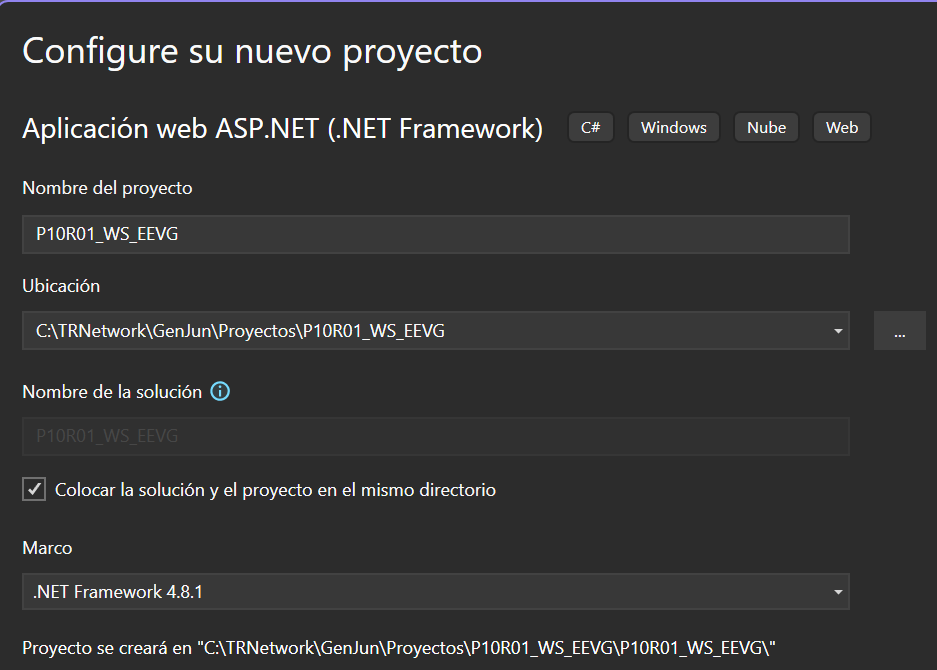 Configure su nuevo proyecto
Aplicación web ASP.NET (.NET Framework) C# Windows Nube Web
Nombre del proyecto
P10R01_WS_EEVG
Ubicación
C:\TRNetwork\GenJun\Proyectos\P10R01_WS_EEVG
...
Nombre de la solución
P10R01_WS_EEVG
Colocar la solución y el proyecto en el mismo directorio
Marco
.NET Framework 4.8.1
Proyecto se creará en "C:\TRNetwork\GenJun\Proyectos\P10R01_WS_EEVG\P10R01_WS_EEVG\"